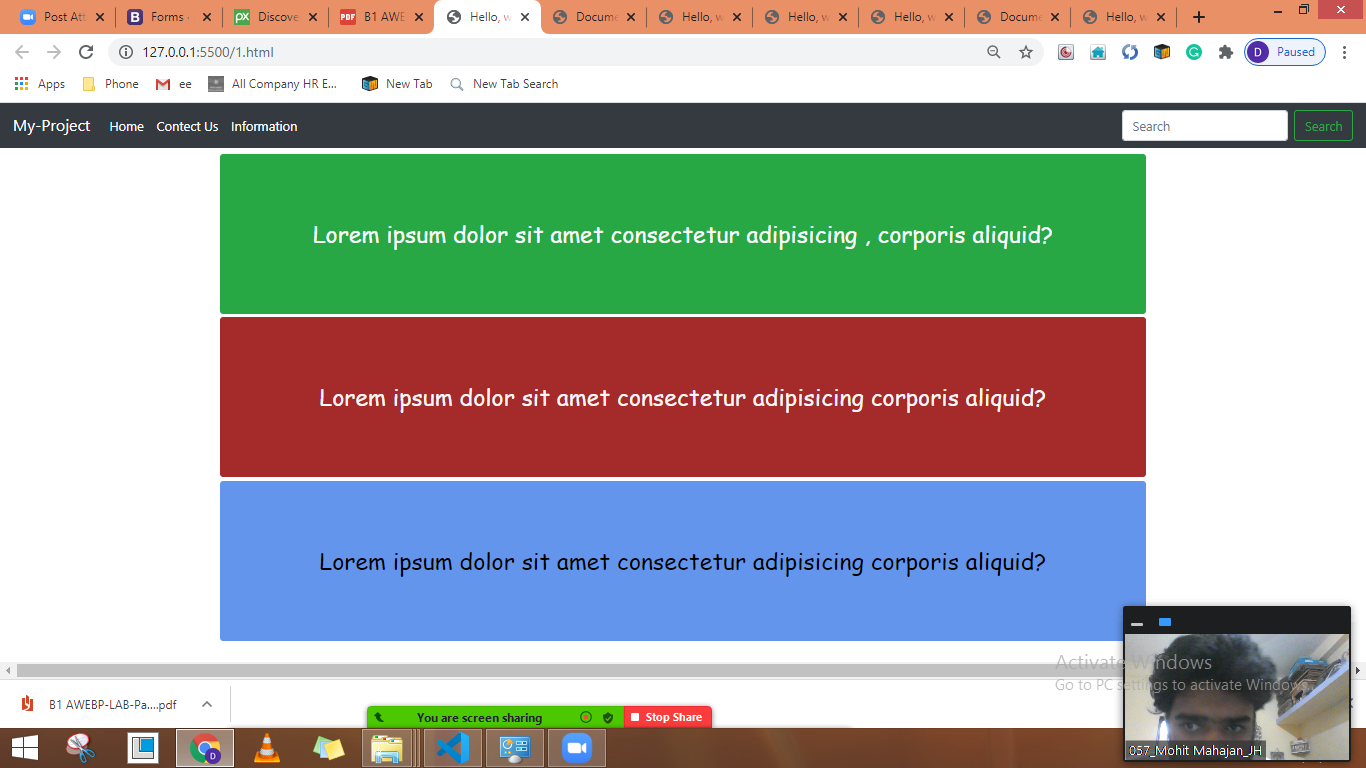 Post Att
Forms -
Discove
B1 AWE
Hello, w
Docume
Hello, w
Hello, w
Hello, w
Docume
Hello, w
127.0.0.1:5500/1.html
D Paused
Apps
Phone
ee
All Company HR E...
New Tab
New Tab Search
My-Project Home Contect Us Information
Search Search
Lorem ipsum dolor sit amet consectetur adipisicing , corporis aliquid?
Lorem ipsum dolor sit amet consectetur adipisicing corporis aliquid?
Lorem ipsum dolor sit amet consectetur adipisicing corporis aliquid?
Activate Windows
Go to PC settings to activate Windows.
B1 AWEBP-LAB-Pa....pdf
You are screen sharing Stop Share
057_Mohit Mahajan_JH